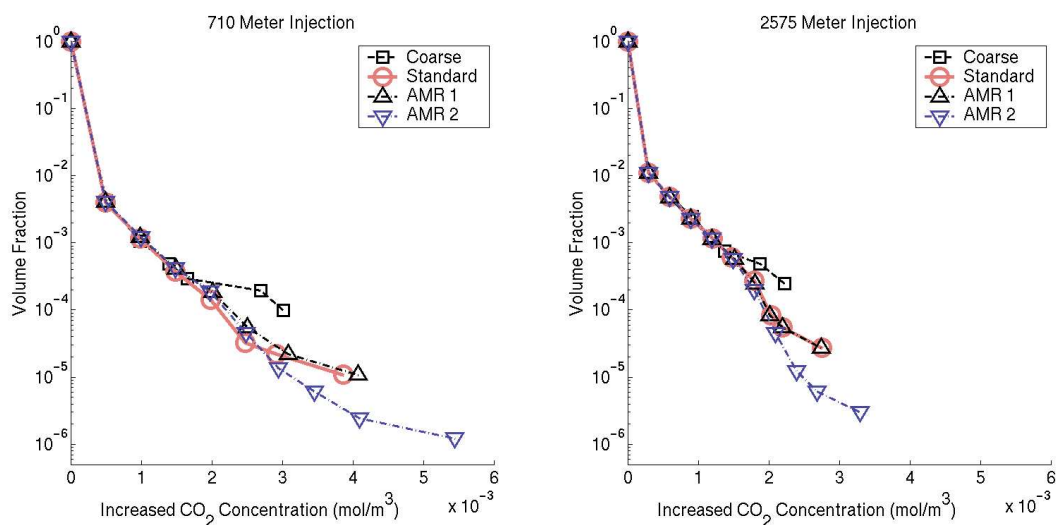 710 Meter Injection
10^0
10^-1
10^-2
10^-3
10^-4
10^-5
10^-6
Volume Fraction
Coarse
Standard
AMR 1
AMR 2
0 1 2 3 4 5 6
x 10^-3
Increased CO_2 Concentration (mol/m^3)
2575 Meter Injection
10^0
10^-1
10^-2
10^-3
10^-4
10^-5
10^-6
Volume Fraction
Coarse
Standard
AMR 1
AMR 2
0 1 2 3 4 5 6
x 10^-3
Increased CO_2 Concentration (mol/m^3)